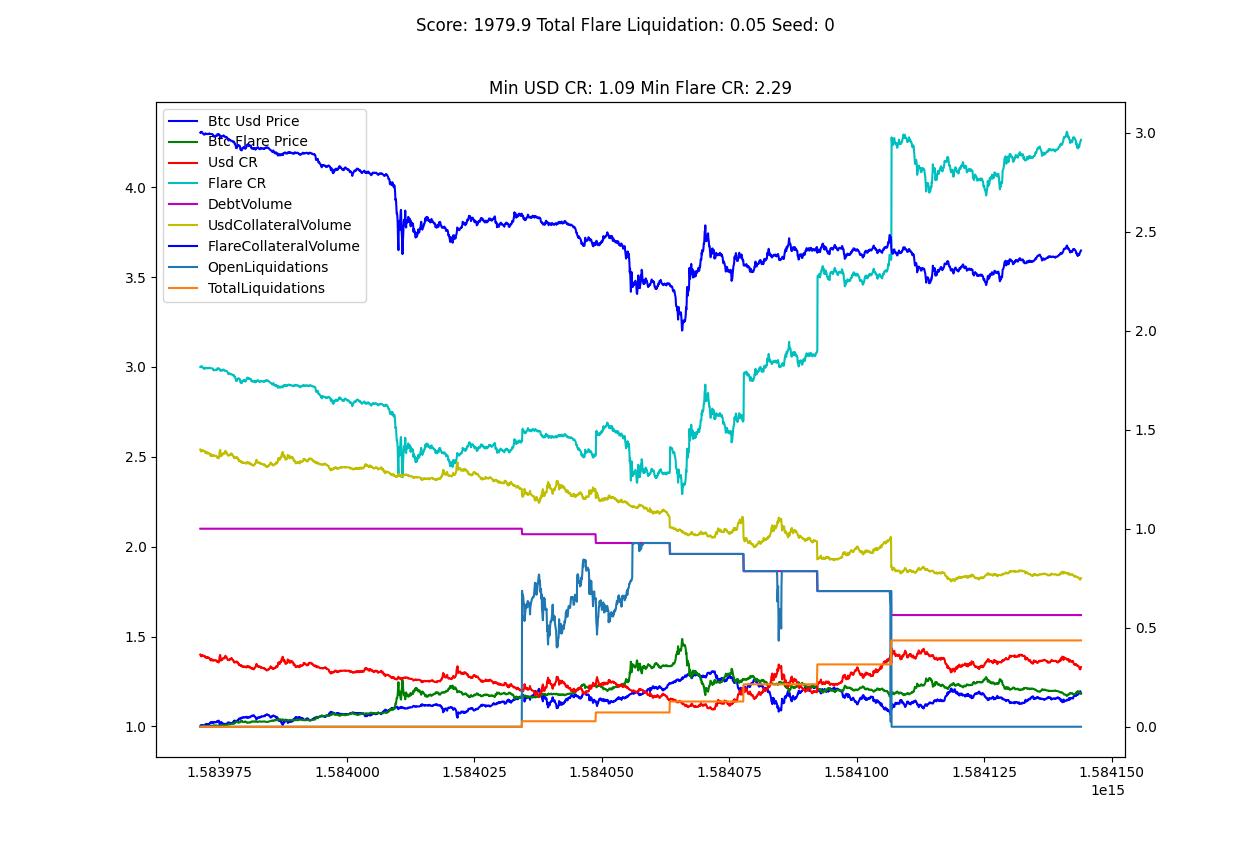 Score: 1979.9 Total Flare Liquidation: 0.05 Seed: 0
Min USD CR: 1.09 Min Flare CR: 2.29
Btc Usd Price
Btc Flare Price
Usd CR
Flare CR
DebtVolume
UsdCollateralVolume
FlareCollateralVolume
OpenLiquidations
TotalLiquidations
4.0
3.5
3.0
2.5
2.0
1.5
1.0
3.0
2.5
2.0
1.5
1.0
0.5
0.0
1.583975 1.584000 1.584025 1.584050 1.584075 1.584100 1.584125 1.584150
1e15